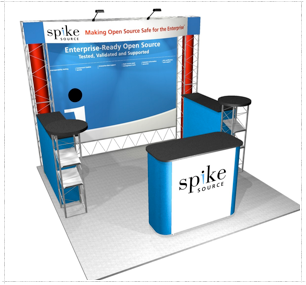 spike
SOURCE
Making Open Source Safe for the Enterprise
Enterprise-Ready Open Source
Tested, Validated and Supported
spike
SOURCE